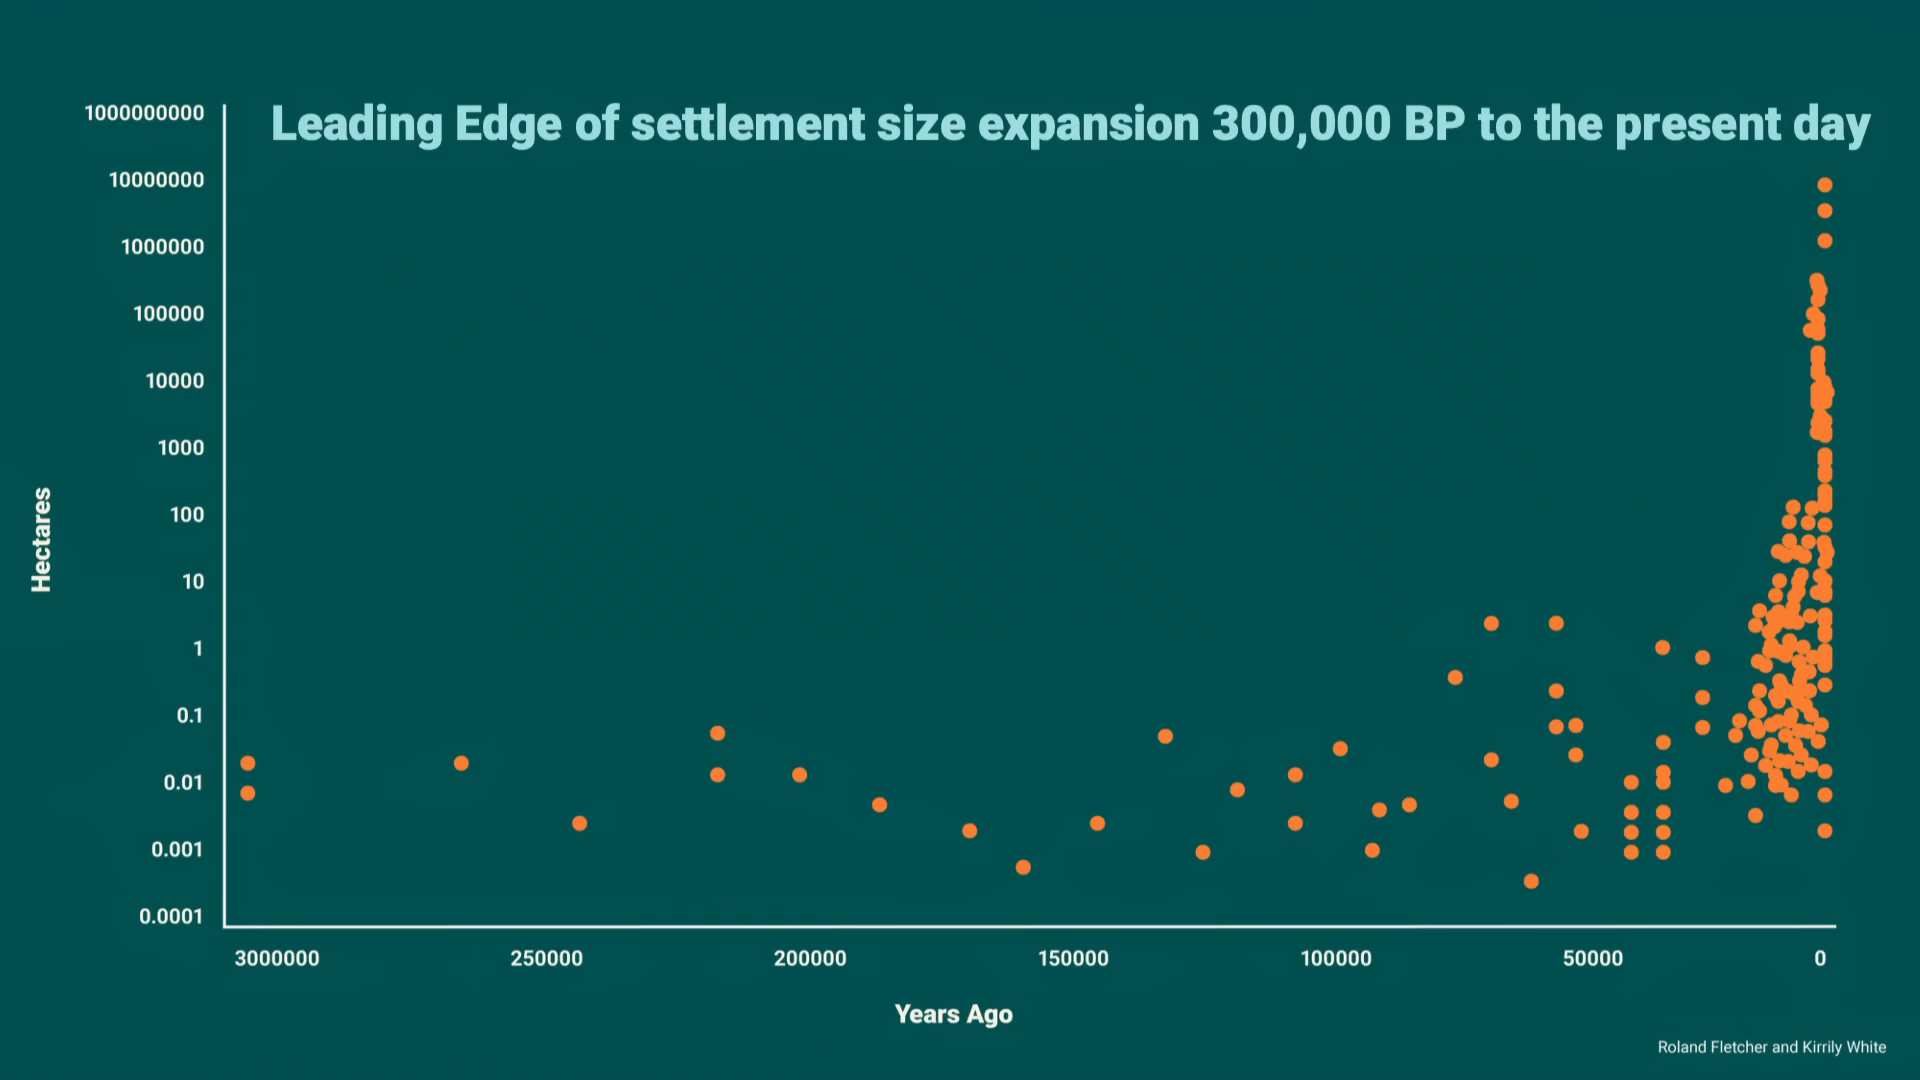 Leading Edge of settlement size expansion 300,000 BP to the present day
1000000000
10000000
1000000
100000
10000
1000
100
10
1
0.1
0.01
0.001
0.0001
Hectares
3000000 250000 200000 150000 100000 50000 0
Years Ago
Roland Fletcher and Kirrily White